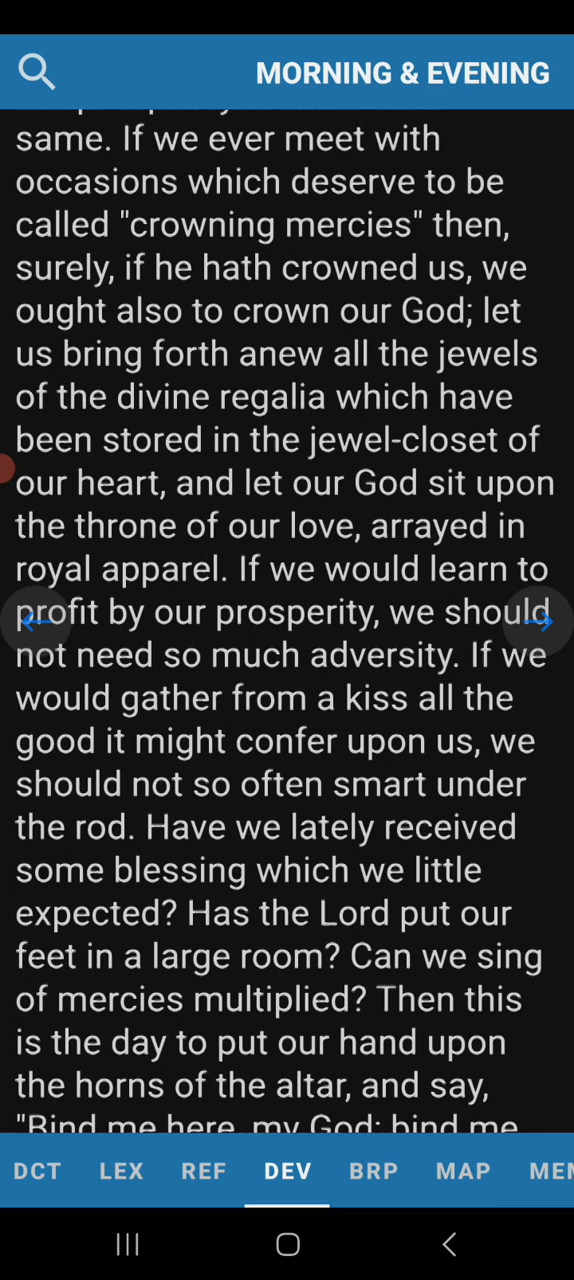 MORNING & EVENING
same. If we ever meet with
occasions which deserve to be
called "crowning mercies" then,
surely, if he hath crowned us, we
ought also to crown our God; let
us bring forth anew all the jewels
of the divine regalia which have
been stored in the jewel-closet of
our heart, and let our God sit upon
the throne of our love, arrayed in
royal apparel. If we would learn to
profit by our prosperity, we should
not need so much adversity. If we
would gather from a kiss all the
good it might confer upon us, we
should not so often smart under
the rod. Have we lately received
some blessing which we little
expected? Has the Lord put our
feet in a large room? Can we sing
of mercies multiplied? Then this
is the day to put our hand upon
the horns of the altar, and say,
"Bind me here, my God; bind me
DCT LEX REF DEV BRP MAP MEM